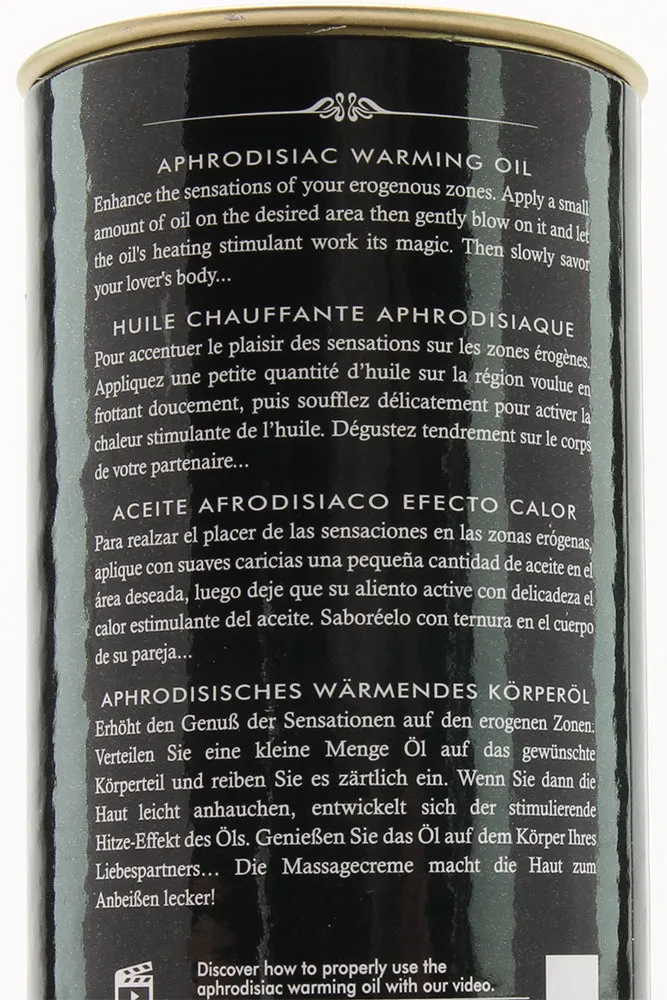 APHRODISIAC WARMING OIL
Enhance the sensations of your erogenous zones. Apply a small
amount of oil on the desired area then gently blow on it and let
the oil's heating stimulant work its magic. Then slowly savor
your lover's body...
HUILE CHAUFFANTE APHRODISIAQUE
Pour accentuer le plaisir des sensations sur les zones érogènes.
Appliquez une petite quantité d'huile sur la région voulue en
frottant doucement, puis soufflez délicatement pour activer la
chaleur stimulante de l'huile. Dégustez tendrement sur le corps
de votre partenaire...
ACEITE AFRODISIACO EFECTO CALOR
Para realzar el placer de las sensaciones en las zonas erógenas,
aplique con suaves caricias una pequeña cantidad de aceite en el
área deseada, luego deje que su aliento active con delicadeza el
calor estimulante del aceite. Saboréelo con ternura en el cuerpo
de su pareja...
APHRODISISCHES WÄRMENDES KÖRPERÖL
Erhöht den Genuß der Sensationen auf den erogenen Zonen:
Verteilen Sie eine kleine Menge Öl auf das gewünschte
Körperteil und reiben Sie es zärtlich ein. Wenn Sie dann die
Haut leicht anhauchen, entwickelt sich der stimulierende
Hitze-Effekt des Öls. Genießen Sie das Öl auf dem Körper Ihres
Liebespartners... Die Massagecreme macht die Haut zum
Anbeißen lecker!
Discover how to properly use the
aphrodisiac warming oil with our video.